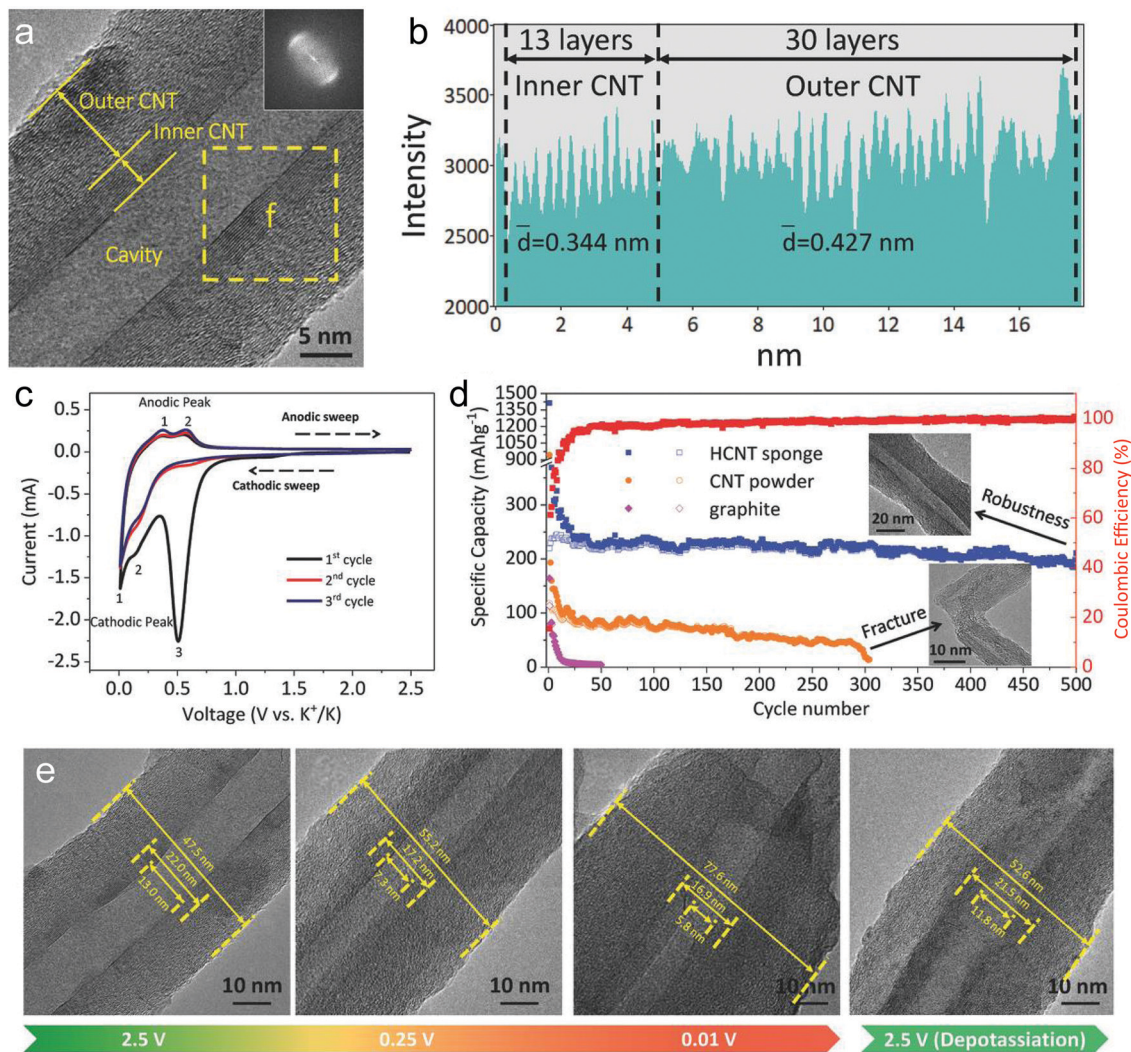 a
Outer CNT
Inner CNT
f
Cavity
5 nm
b
13 layers
30 layers
Inner CNT
Outer CNT
d̅=0.344 nm
d̅=0.427 nm
Intensity
4000
3500
3000
2500
2000
0 2 4 6 8 10 12 14 16
nm
c
Anodic Peak
1 2
Anodic sweep
Cathodic sweep
2
1
Cathodic Peak
3
1st cycle
2nd cycle
3rd cycle
Current (mA)
0.5
0.0
-0.5
-1.0
-1.5
-2.0
-2.5
0.0 0.5 1.0 1.5 2.0 2.5
Voltage (V vs. K+/K)
d
Specific Capacity (mAhg-1)
1500
1350
1200
1050
900
300
200
100
0
HCNT sponge
CNT powder
graphite
20 nm
Robustness
Fracture
10 nm
100
80
60
40
20
0
Coulombic Efficiency (%)
0 50 100 150 200 250 300 350 400 450 500
Cycle number
e
47.5 nm
22.0 nm
13.0 nm
10 nm
55.2 nm
17.2 nm
7.3 nm
10 nm
77.6 nm
16.9 nm
5.8 nm
10 nm
52.6 nm
21.5 nm
11.8 nm
10 nm
2.5 V 0.25 V 0.01 V 2.5 V (Depotassiation)